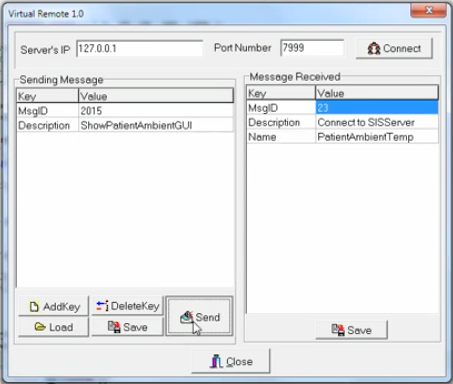 Virtual Remote 1.0
Server's IP 127.0.0.1 Port Number 7999 Connect
Sending Message
Key Value
MsgID 2015
Description ShowPatientAmbientGUI
AddKey DeleteKey
Load Save
Send
Message Received
Key Value
MsgID 23
Description Connect to SISServer
Name PatientAmbientTemp
Save
Close